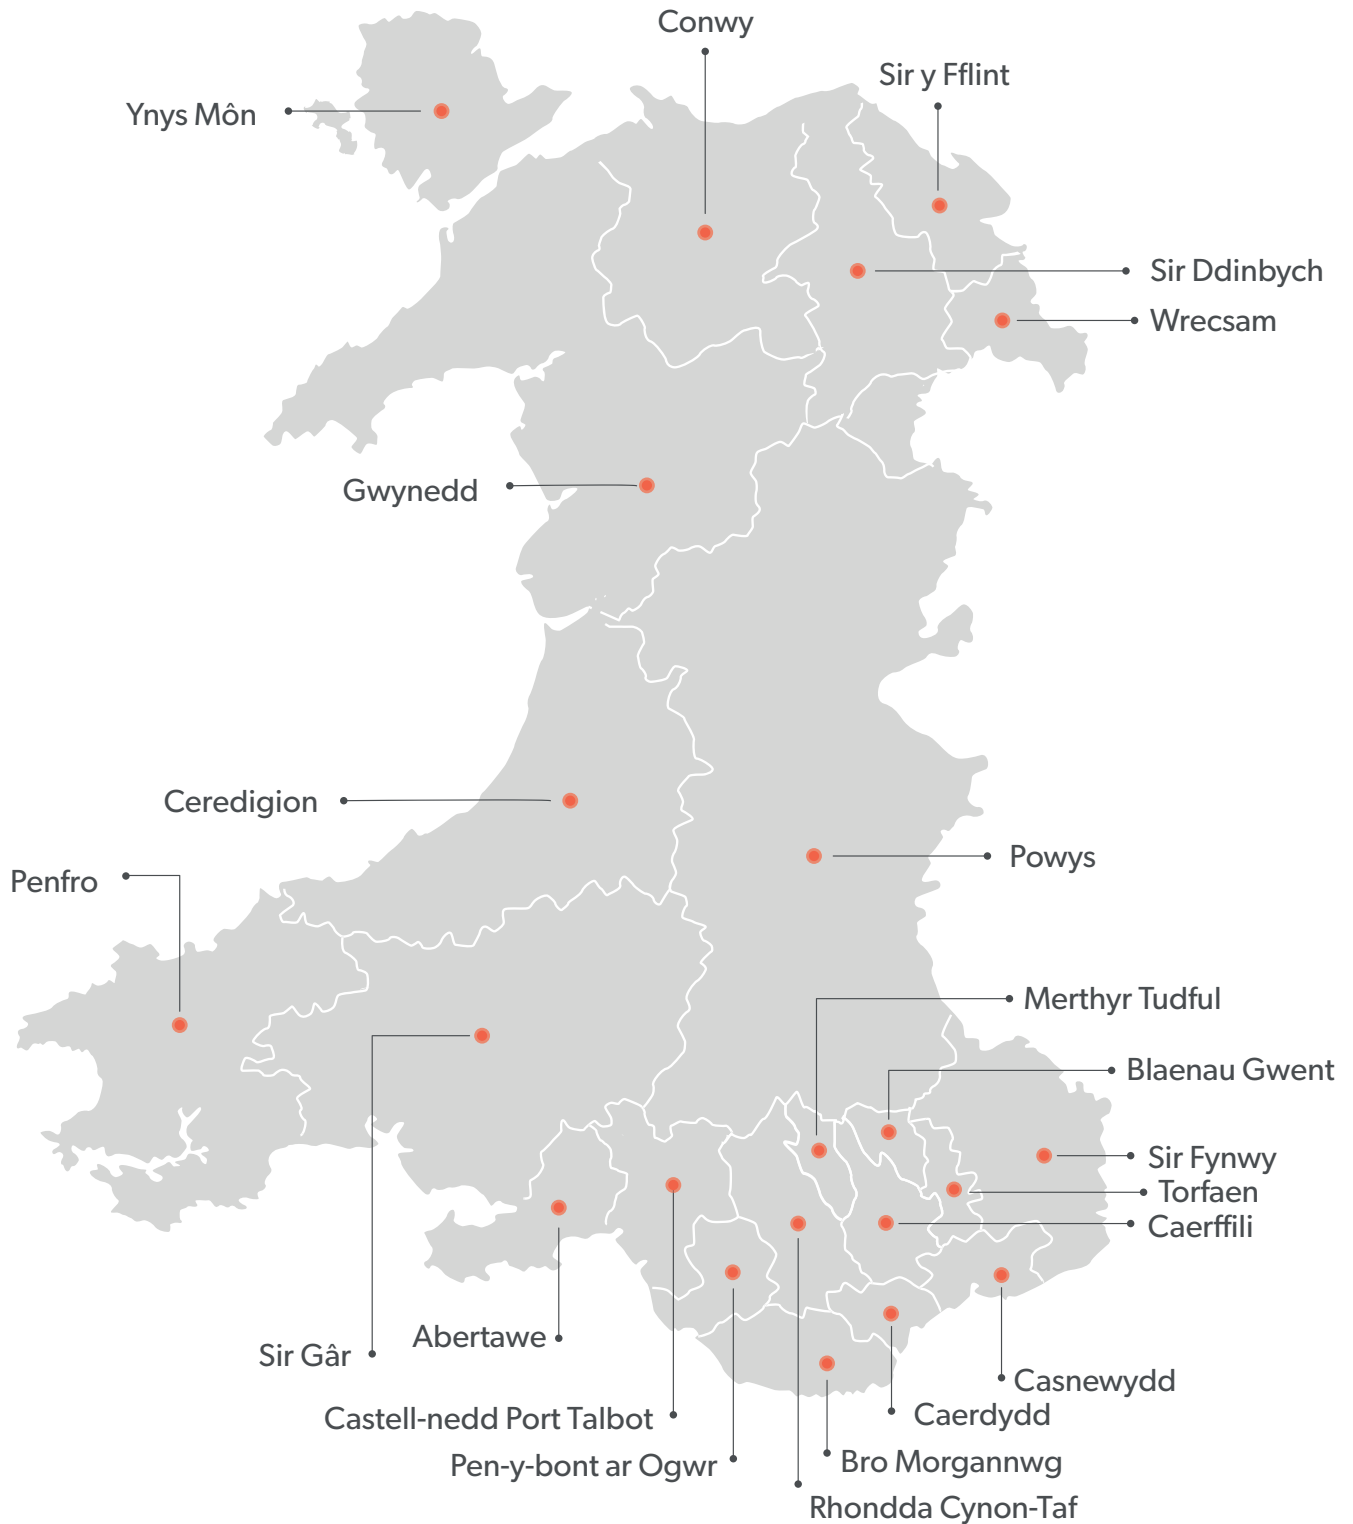 Conwy
Sir y Fflint
Ynys Môn
Sir Ddinbych
Wrecsam
Gwynedd
Ceredigion
Powys
Penfro
Merthyr Tudful
Blaenau Gwent
Sir Fynwy
Torfaen
Caerffili
Abertawe
Sir Gâr
Casnewydd
Caerdydd
Castell-nedd Port Talbot
Bro Morgannwg
Pen-y-bont ar Ogwr
Rhondda Cynon-Taf